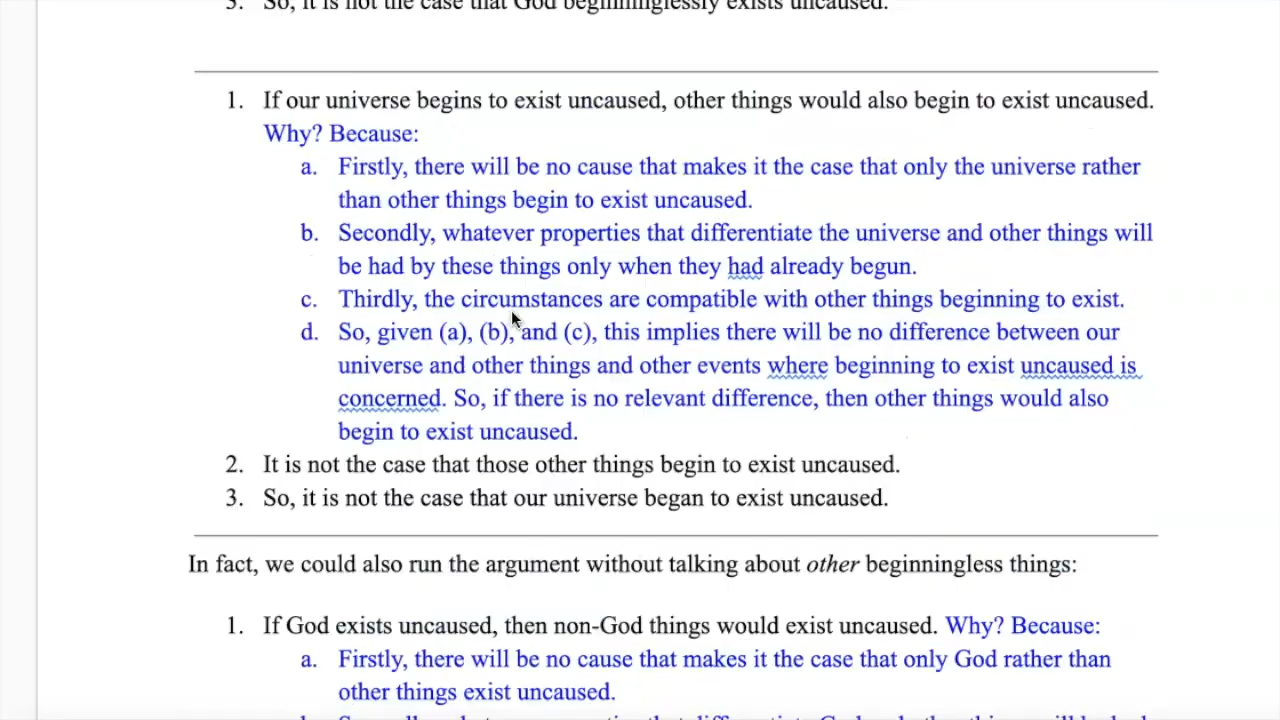 3. So, it is not the case that God beginninglessly exists uncaused.
1. If our universe begins to exist uncaused, other things would also begin to exist uncaused.
Why? Because:
a. Firstly, there will be no cause that makes it the case that only the universe rather
than other things begin to exist uncaused.
b. Secondly, whatever properties that differentiate the universe and other things will
be had by these things only when they had already begun.
c. Thirdly, the circumstances are compatible with other things beginning to exist.
d. So, given (a), (b), and (c), this implies there will be no difference between our
universe and other things and other events where beginning to exist uncaused is
concerned. So, if there is no relevant difference, then other things would also
begin to exist uncaused.
2. It is not the case that those other things begin to exist uncaused.
3. So, it is not the case that our universe began to exist uncaused.
In fact, we could also run the argument without talking about other beginningless things:
1. If God exists uncaused, then non-God things would exist uncaused. Why? Because:
a. Firstly, there will be no cause that makes it the case that only God rather than
other things exist uncaused.